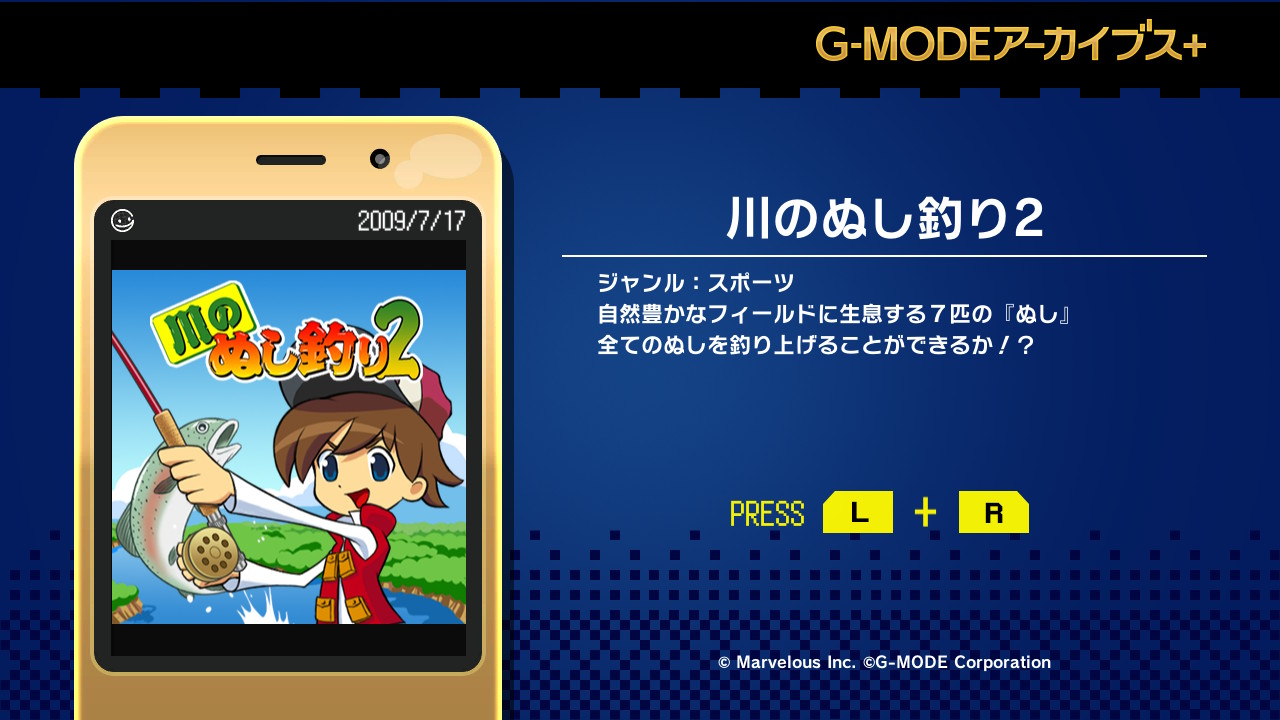 G-MODEアーカイブス+
2009/7/17
川の
ぬし釣り2
川のぬし釣り2
ジャンル：スポーツ
自然豊かなフィールドに生息する７匹の『ぬし』
全てのぬしを釣り上げることができるか！？
PRESS L + R
© Marvelous Inc. ©G-MODE Corporation